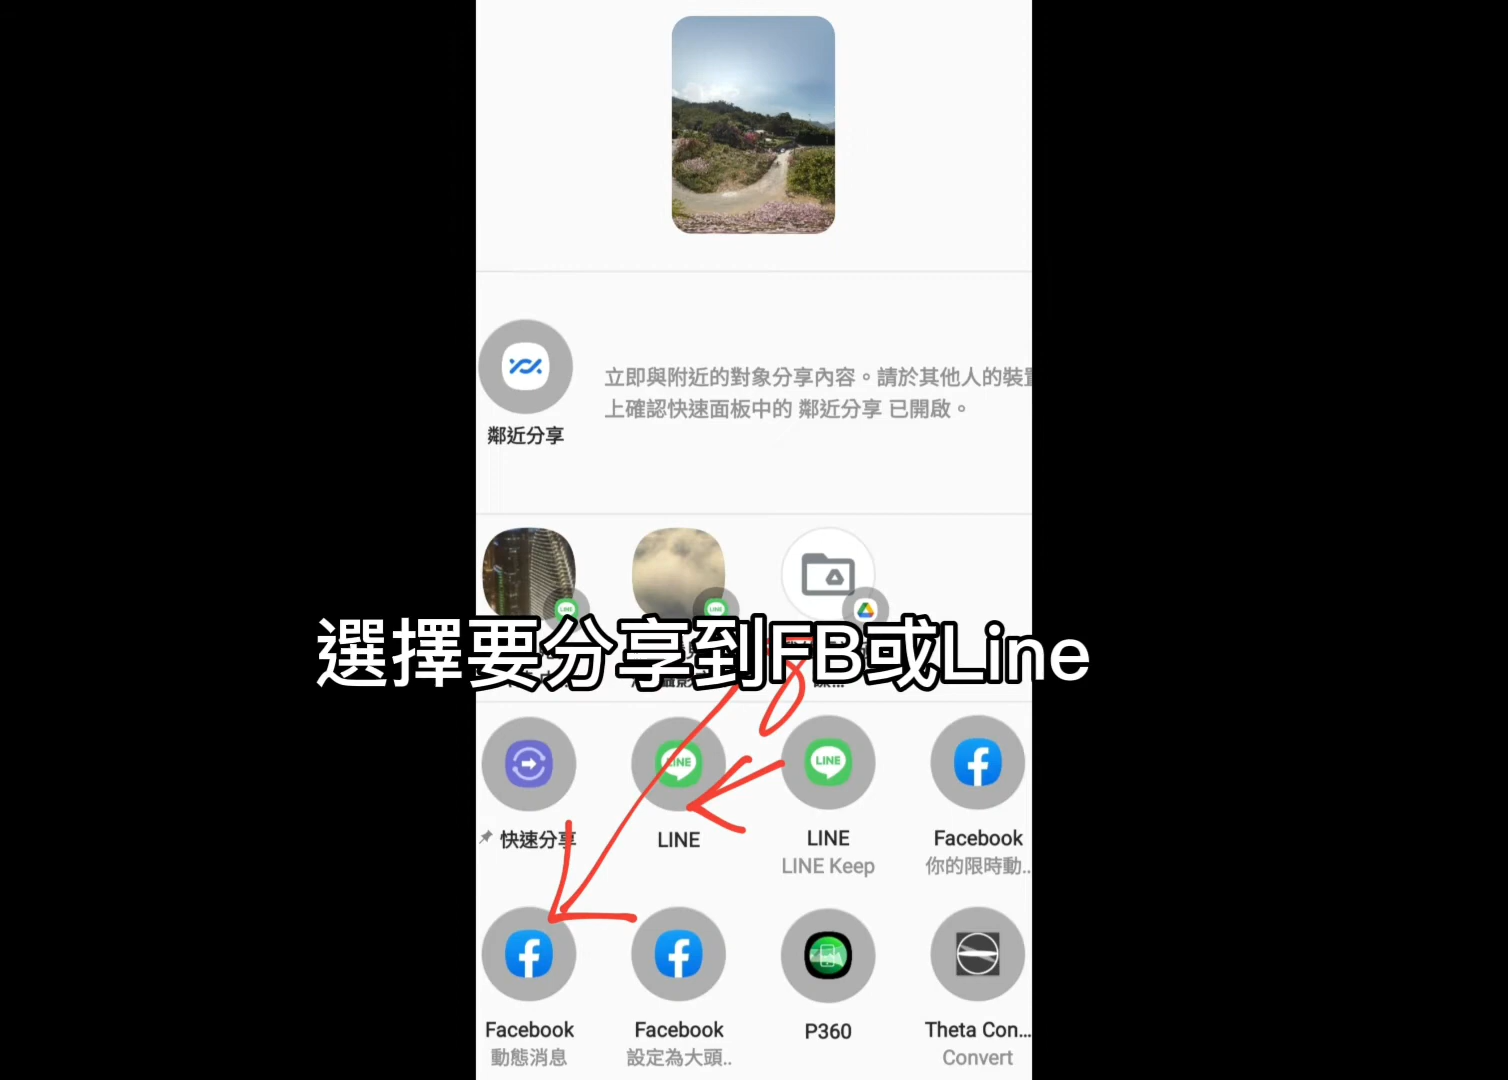 立即與附近的對象分享內容。請於其他人的裝置
上確認快速面板中的 鄰近分享 已開啟。
鄰近分享
LINE
LINE
選擇要分享到FB或Line
LINE
LINE
快速分享
LINE
LINE
Facebook
LINE Keep
你的限時動...
Facebook
Facebook
P360
Theta Con...
動態消息
設定為大頭..
Convert